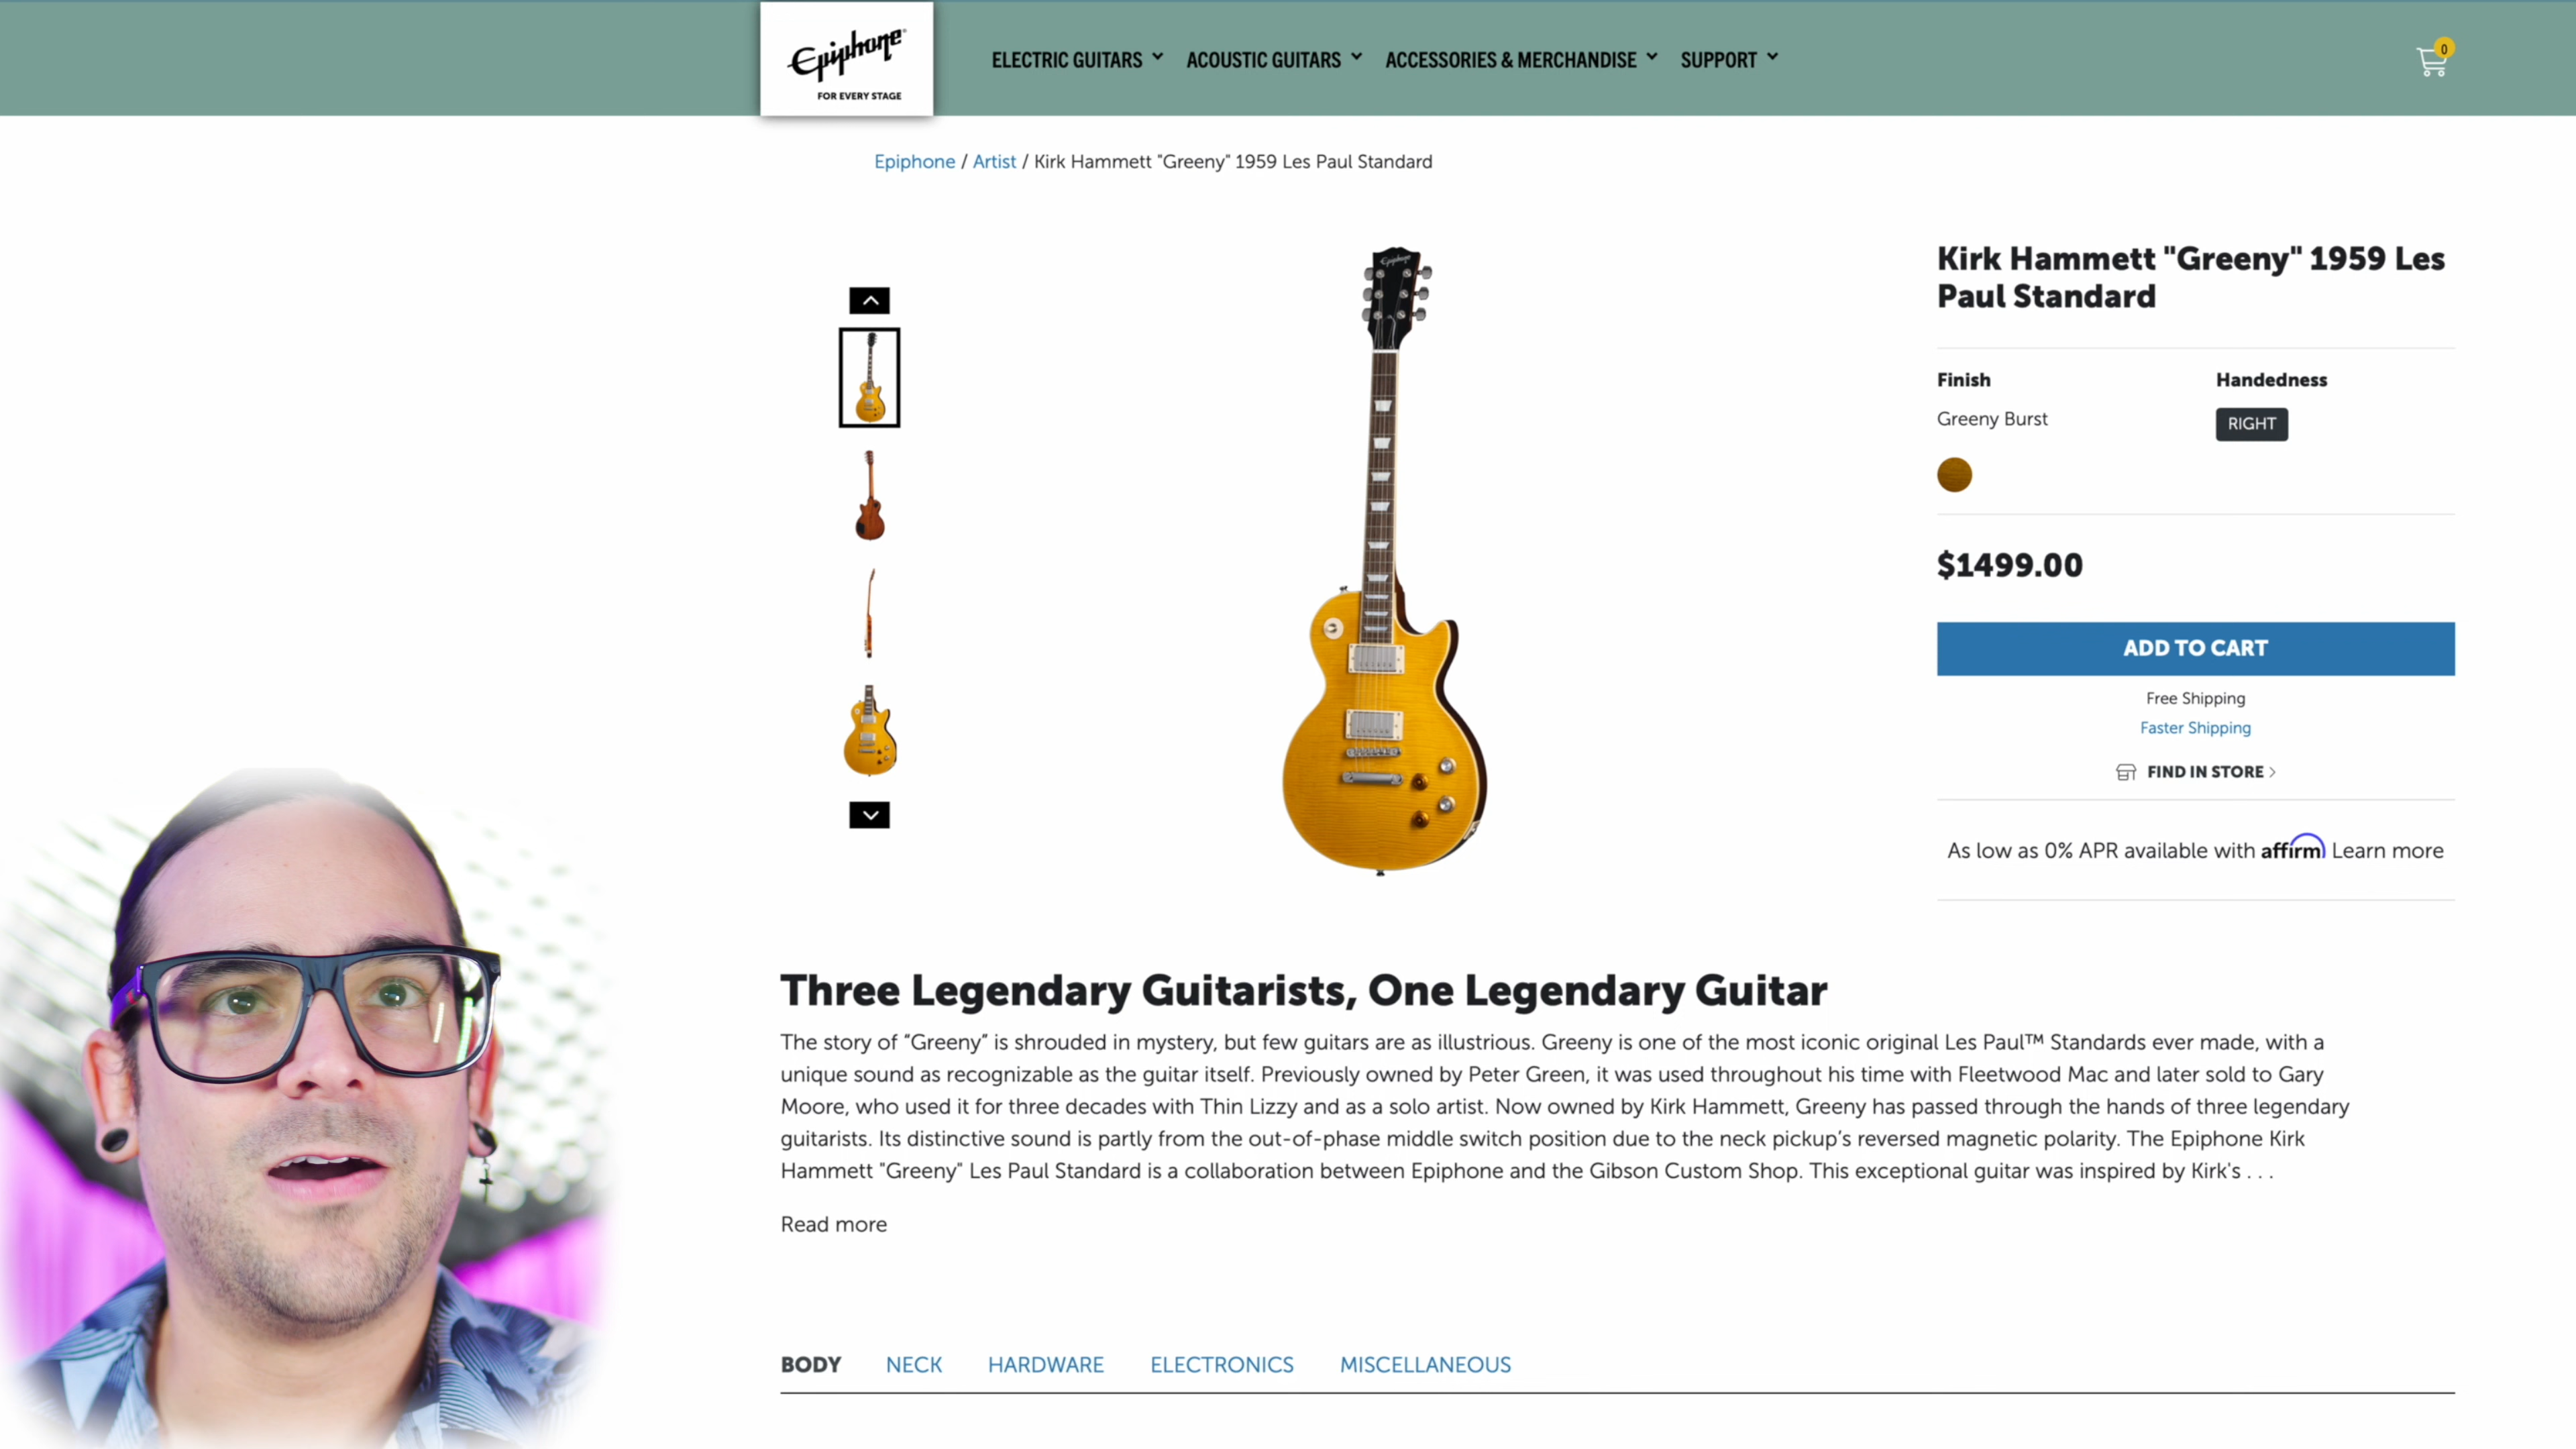 Epiphone
FOR EVERY STAGE
ELECTRIC GUITARS
ACOUSTIC GUITARS
ACCESSORIES & MERCHANDISE
SUPPORT
0
Epiphone / Artist / Kirk Hammett "Greeny" 1959 Les Paul Standard
Epiphone
Kirk Hammett "Greeny" 1959 Les
Paul Standard
Finish
Handedness
Greeny Burst
RIGHT
$1499.00
ADD TO CART
Free Shipping
Faster Shipping
FIND IN STORE
As low as 0% APR available with affirm Learn more
Three Legendary Guitarists, One Legendary Guitar
The story of “Greeny” is shrouded in mystery, but few guitars are as illustrious. Greeny is one of the most iconic original Les Paul™ Standards ever made, with a
unique sound as recognizable as the guitar itself. Previously owned by Peter Green, it was used throughout his time with Fleetwood Mac and later sold to Gary
Moore, who used it for three decades with Thin Lizzy and as a solo artist. Now owned by Kirk Hammett, Greeny has passed through the hands of three legendary
guitarists. Its distinctive sound is partly from the out-of-phase middle switch position due to the neck pickup’s reversed magnetic polarity. The Epiphone Kirk
Hammett "Greeny" Les Paul Standard is a collaboration between Epiphone and the Gibson Custom Shop. This exceptional guitar was inspired by Kirk's . . .
Read more
BODY
NECK
HARDWARE
ELECTRONICS
MISCELLANEOUS